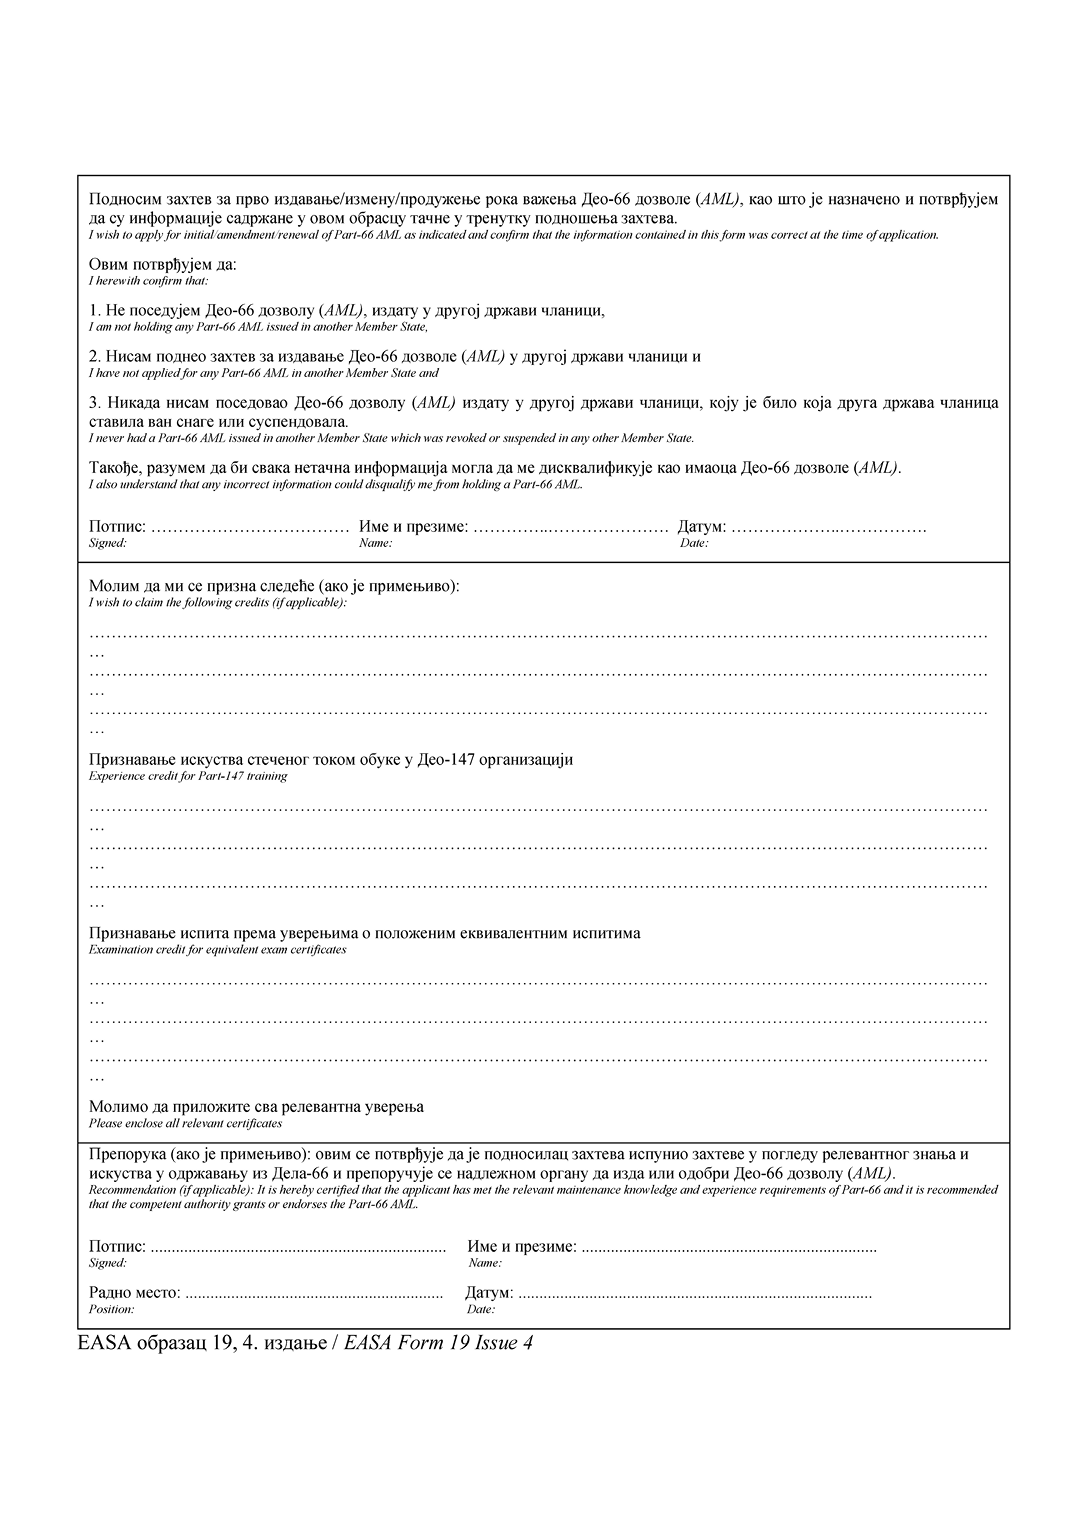 Подносим захтев за прво издавање/измену/продужење рока важења Део-66 дозволе (AML), као што је назначено и потврђујем
да су информације садржане у овом обрасцу тачне у тренутку подношења захтева.
I wish to apply for initial/amendment/renewal of Part-66 AML as indicated and confirm that the information contained in this form was correct at the time of application.
Овим потврђујем да:
I herewith confirm that:
1. Не поседујем Део-66 дозволу (AML), издату у другој држави чланици,
I am not holding any Part-66 AML issued in another Member State,
2. Нисам поднео захтев за издавање Део-66 дозволе (AML) у другој држави чланици и
I have not applied for any Part-66 AML in another Member State and
3. Никада нисам поседовао Део-66 дозволу (AML) издату у другој држави чланици, коју је било која друга држава чланица
ставила ван снаге или суспендовала.
I never had a Part-66 AML issued in another Member State which was revoked or suspended in any other Member State.
Такође, разумем да би свака нетачна информација могла да ме дисквалификује као имаоца Део-66 дозволе (AML).
I also understand that any incorrect information could disqualify me from holding a Part-66 AML.
Потпис: ……………………………… Име и презиме: …………..………………… Датум: ………………..…………….
Signed: Name: Date:
Молим да ми се призна следеће (ако је примењиво):
I wish to claim the following credits (if applicable):
………………………………………………………………………………………………………………………………………………
…
………………………………………………………………………………………………………………………………………………
…
………………………………………………………………………………………………………………………………………………
…
Признавање искуства стеченог током обуке у Део-147 организацији
Experience credit for Part-147 training
………………………………………………………………………………………………………………………………………………
…
………………………………………………………………………………………………………………………………………………
…
………………………………………………………………………………………………………………………………………………
…
Признавање испита према уверењима о положеним еквивалентним испитима
Examination credit for equivalent exam certificates
………………………………………………………………………………………………………………………………………………
…
………………………………………………………………………………………………………………………………………………
…
………………………………………………………………………………………………………………………………………………
…
Молимо да приложите сва релевантна уверења
Please enclose all relevant certificates
Препорука (ако је примењиво): овим се потврђује да је подносилац захтева испунио захтеве у погледу релевантног знања и
искуства у одржавању из Дела-66 и препоручује се надлежном органу да изда или одобри Део-66 дозволу (AML).
Recommendation (if applicable): It is hereby certified that the applicant has met the relevant maintenance knowledge and experience requirements of Part-66 and it is recommended
that the competent authority grants or endorses the Part-66 AML.
Потпис: ....................................................................... Име и презиме: .......................................................................
Signed: Name:
Радно место: .............................................................. Датум: .....................................................................................
Position: Date:
EASA образац 19, 4. издање / EASA Form 19 Issue 4